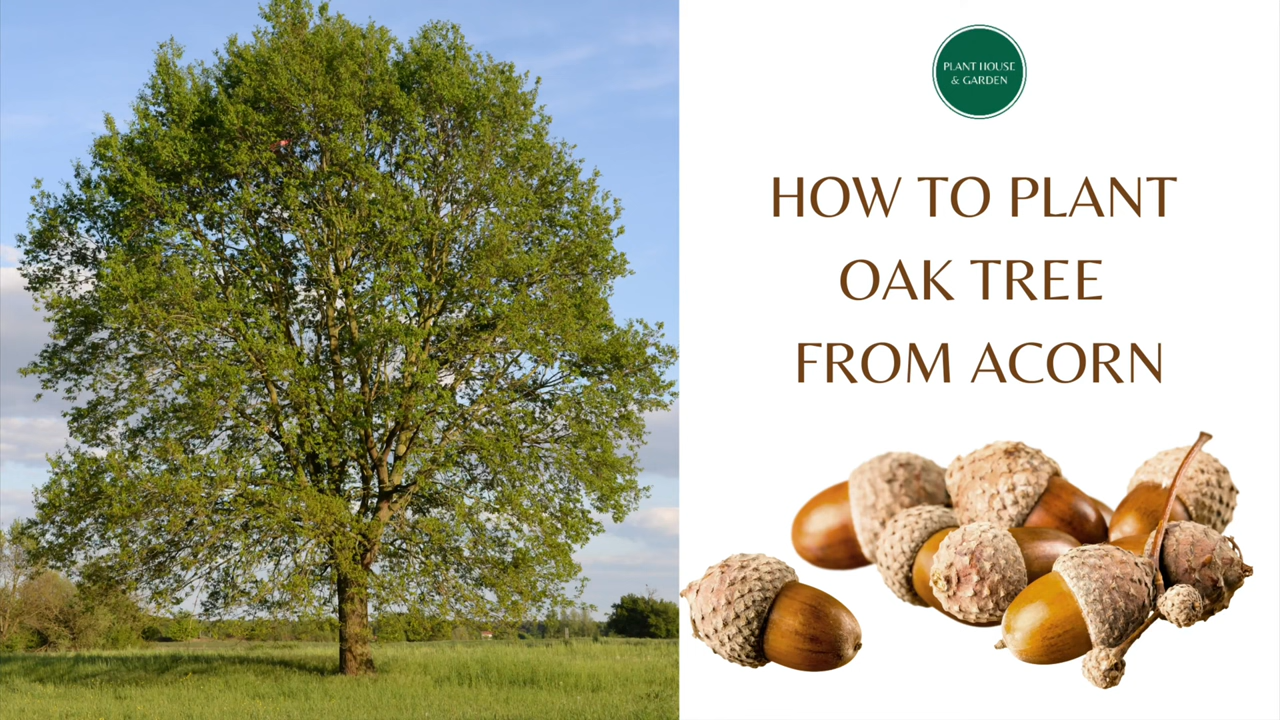 PLANT HOUSE
& GARDEN
HOW TO PLANT
OAK TREE
FROM ACORN